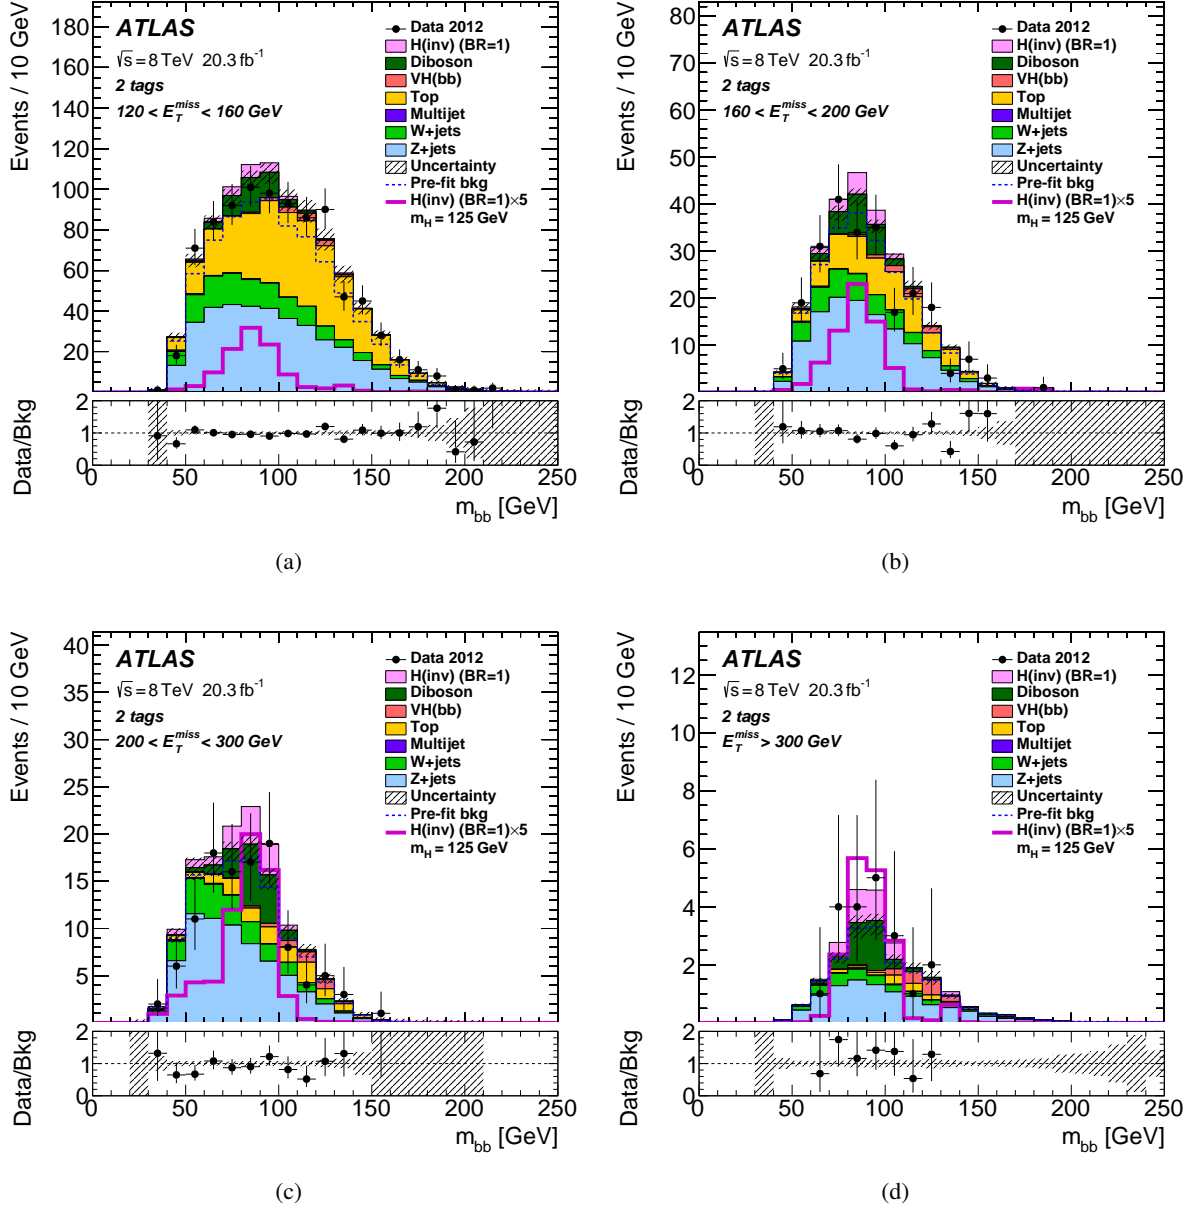 Events / 10 GeV
180
160
140
120
100
80
60
40
20
ATLAS
√s = 8 TeV 20.3 fb⁻¹
2 tags
120 < E_T^miss < 160 GeV
Data 2012
H(inv) (BR=1)
Diboson
VH(bb)
Top
Multijet
W+jets
Z+jets
Uncertainty
Pre-fit bkg
H(inv) (BR=1)×5
m_H = 125 GeV
Data/Bkg
2
1
0
0 50 100 150 200 250
m_bb [GeV]
(a)
Events / 10 GeV
80
70
60
50
40
30
20
10
ATLAS
√s = 8 TeV 20.3 fb⁻¹
2 tags
160 < E_T^miss < 200 GeV
Data 2012
H(inv) (BR=1)
Diboson
VH(bb)
Top
Multijet
W+jets
Z+jets
Uncertainty
Pre-fit bkg
H(inv) (BR=1)×5
m_H = 125 GeV
Data/Bkg
2
1
0
0 50 100 150 200 250
m_bb [GeV]
(b)
Events / 10 GeV
40
35
30
25
20
15
10
5
ATLAS
√s = 8 TeV 20.3 fb⁻¹
2 tags
200 < E_T^miss < 300 GeV
Data 2012
H(inv) (BR=1)
Diboson
VH(bb)
Top
Multijet
W+jets
Z+jets
Uncertainty
Pre-fit bkg
H(inv) (BR=1)×5
m_H = 125 GeV
Data/Bkg
2
1
0
0 50 100 150 200 250
m_bb [GeV]
(c)
Events / 10 GeV
12
10
8
6
4
2
ATLAS
√s = 8 TeV 20.3 fb⁻¹
2 tags
E_T^miss > 300 GeV
Data 2012
H(inv) (BR=1)
Diboson
VH(bb)
Top
Multijet
W+jets
Z+jets
Uncertainty
Pre-fit bkg
H(inv) (BR=1)×5
m_H = 125 GeV
Data/Bkg
2
1
0
0 50 100 150 200 250
m_bb [GeV]
(d)